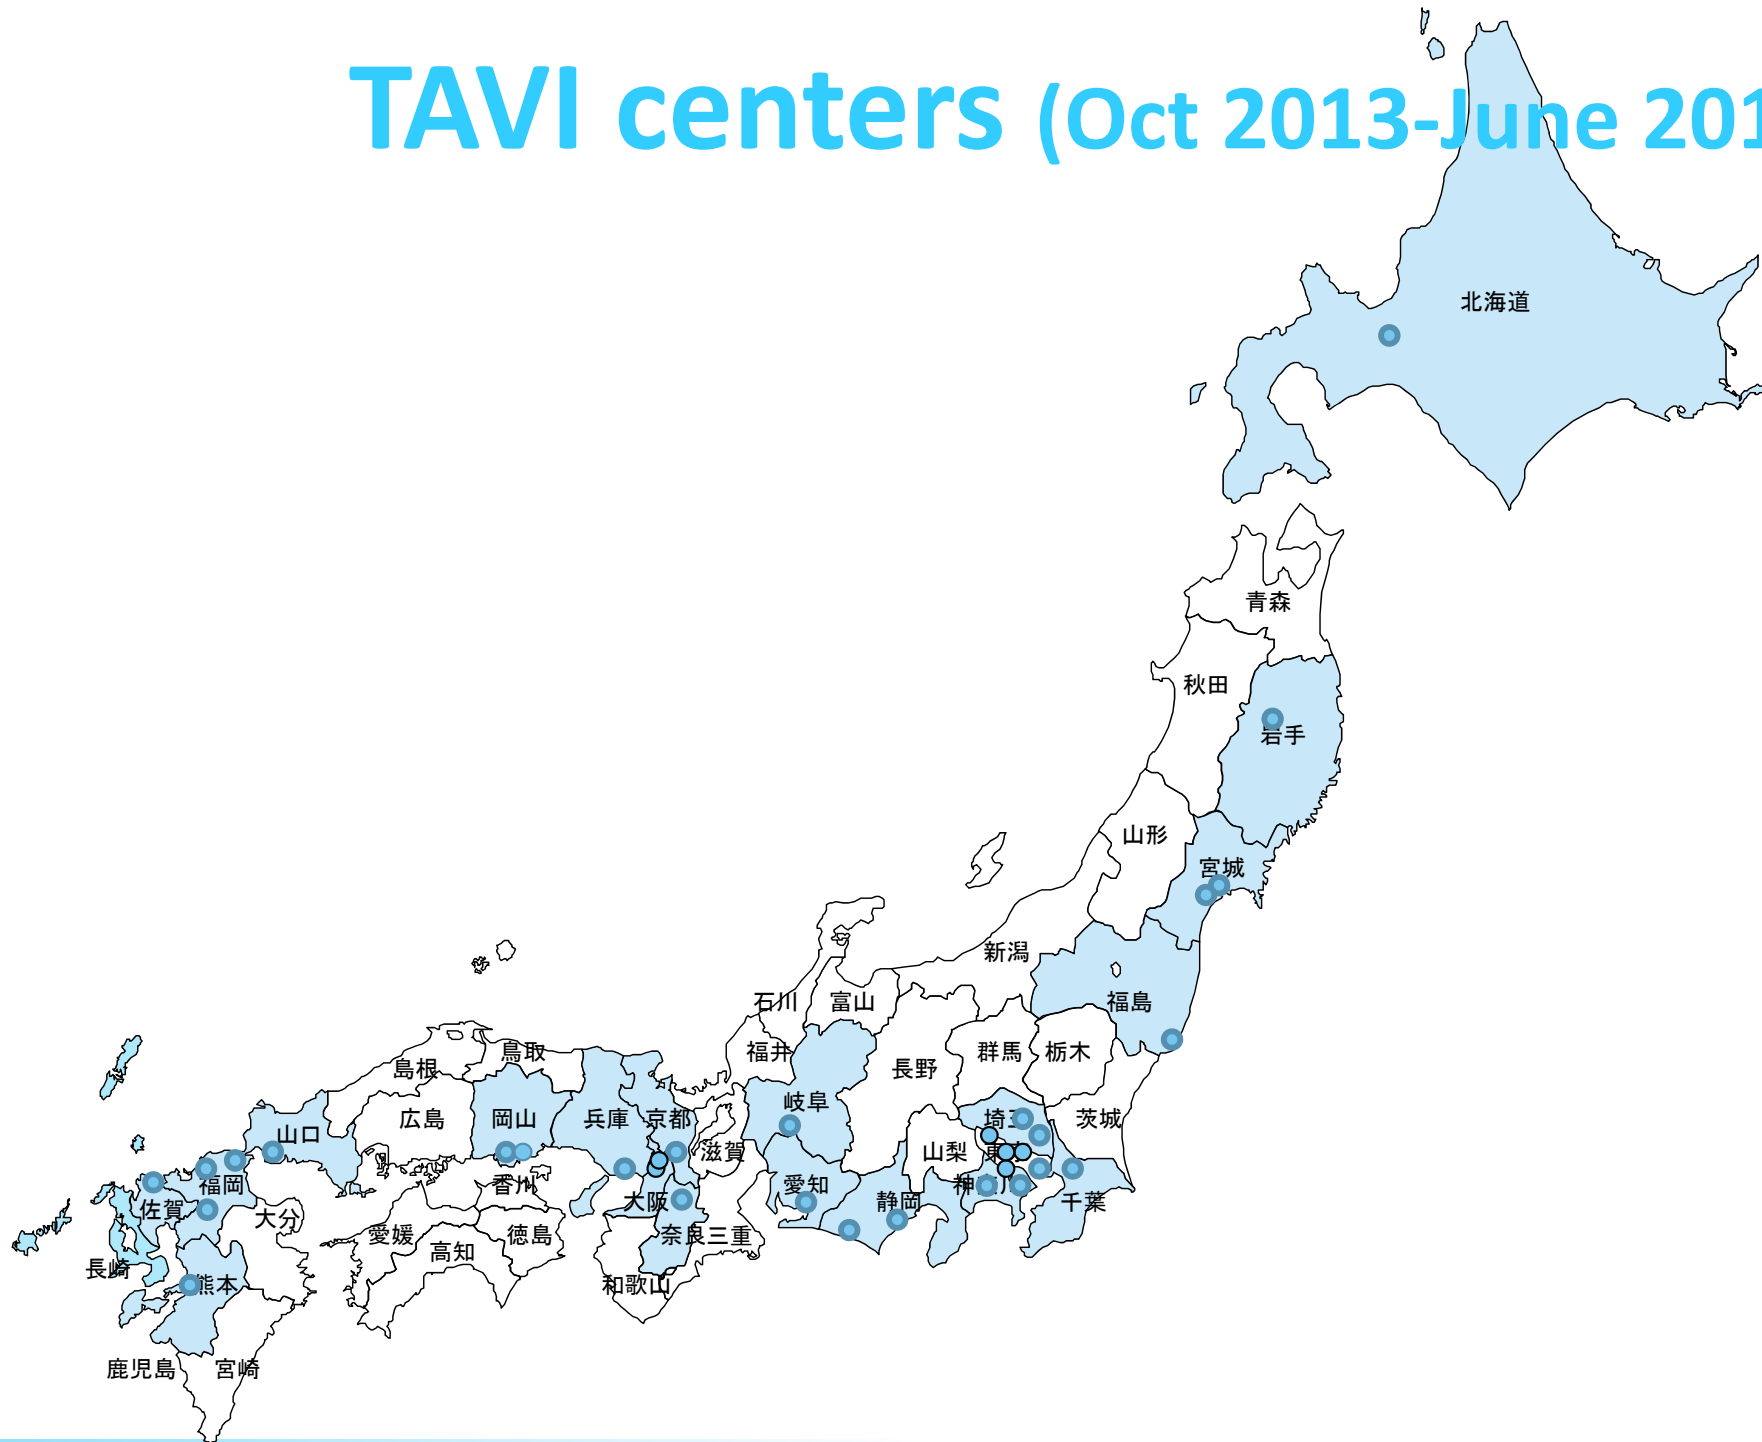 TAVI centers (Oct 2013-June 201
北海道
青森
秋田
岩手
山形
宮城
新潟
福島
石川
富山
福井
長野
群馬
栃木
鳥取
島根
広島
岡山
兵庫
京都
滋賀
岐阜
山梨
埼玉
茨城
山口
香川
大阪
奈良
三重
愛知
静岡
千葉
福岡
佐賀
大分
愛媛
高知
徳島
和歌山
長崎
熊本
鹿児島
宮崎